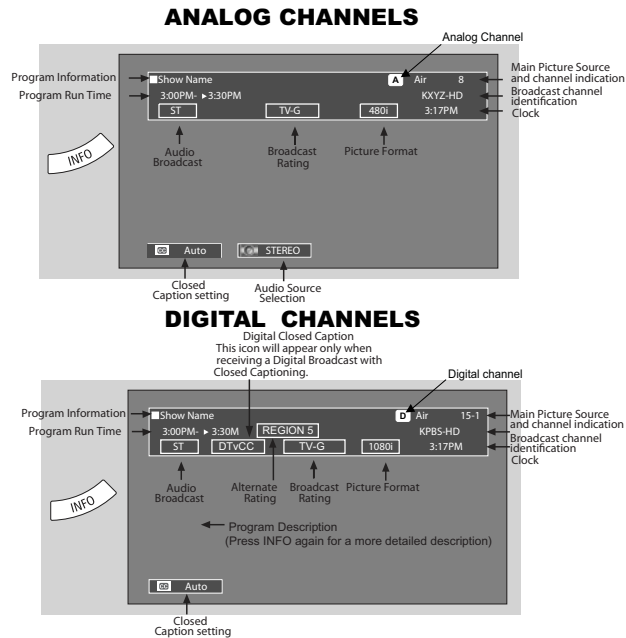 ANALOG CHANNELS
Analog Channel
Program Information
Show Name
A Air 8
Main Picture Source
and channel indication
Program Run Time
3:00PM- ▸3:30PM
KXYZ-HD
Broadcast channel
identification
ST
TV-G
480i
3:17PM
Clock
INFO
Audio
Broadcast
Broadcast
Rating
Picture Format
CC Auto
STEREO
Closed
Caption setting
Audio Source
Selection
DIGITAL CHANNELS
Digital Closed Caption
This icon will appear only when
receiving a Digital Broadcast with
Closed Captioning.
Digital channel
Program Information
Show Name
D Air 15-1
Main Picture Source
and channel indication
Program Run Time
3:00PM- ▸ 3:30M
REGION 5
KPBS-HD
Broadcast channel
identification
ST
DTvCC
TV-G
1080i
3:17PM
Clock
INFO
Audio
Broadcast
Alternate
Rating
Broadcast
Rating
Picture Format
Program Description
(Press INFO again for a more detailed description)
CC Auto
Closed
Caption setting